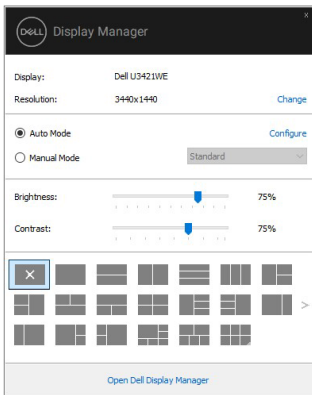 x
DELL Display Manager
Display: Dell U3421WE
Resolution: 3440x1440 Change
Auto Mode Configure
Manual Mode Standard
Brightness: 75%
Contrast: 75%
Open Dell Display Manager